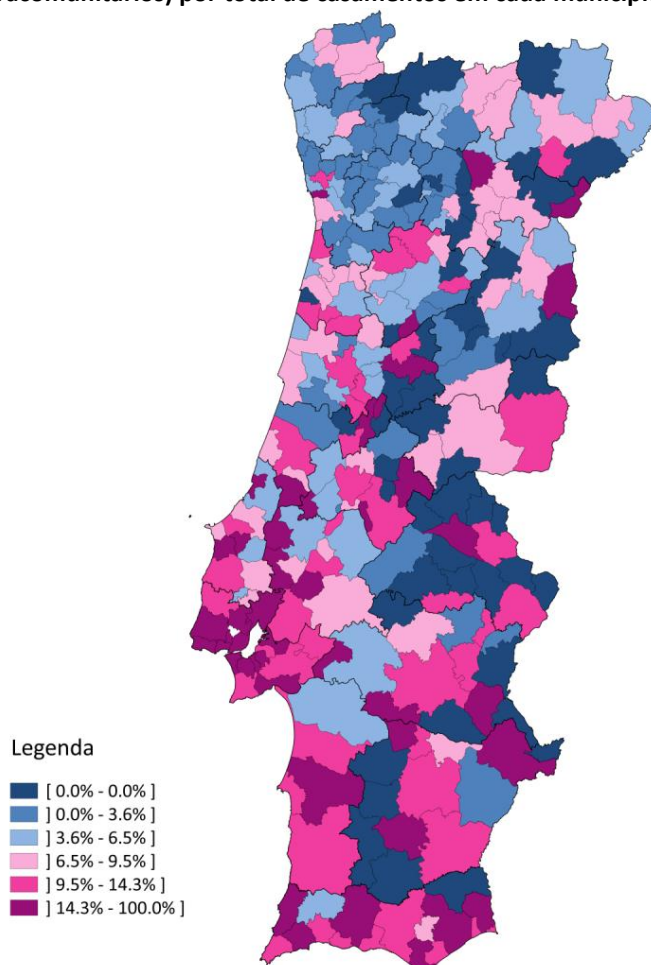 por total de casamentos em cada
Legenda
[ 0.0% - 0.0% ]
] 0.0% - 3.6% ]
] 3.6% - 6.5% ]
] 6.5% - 9.5% ]
] 9.5% - 14.3% ]
] 14.3% - 100.0% ]